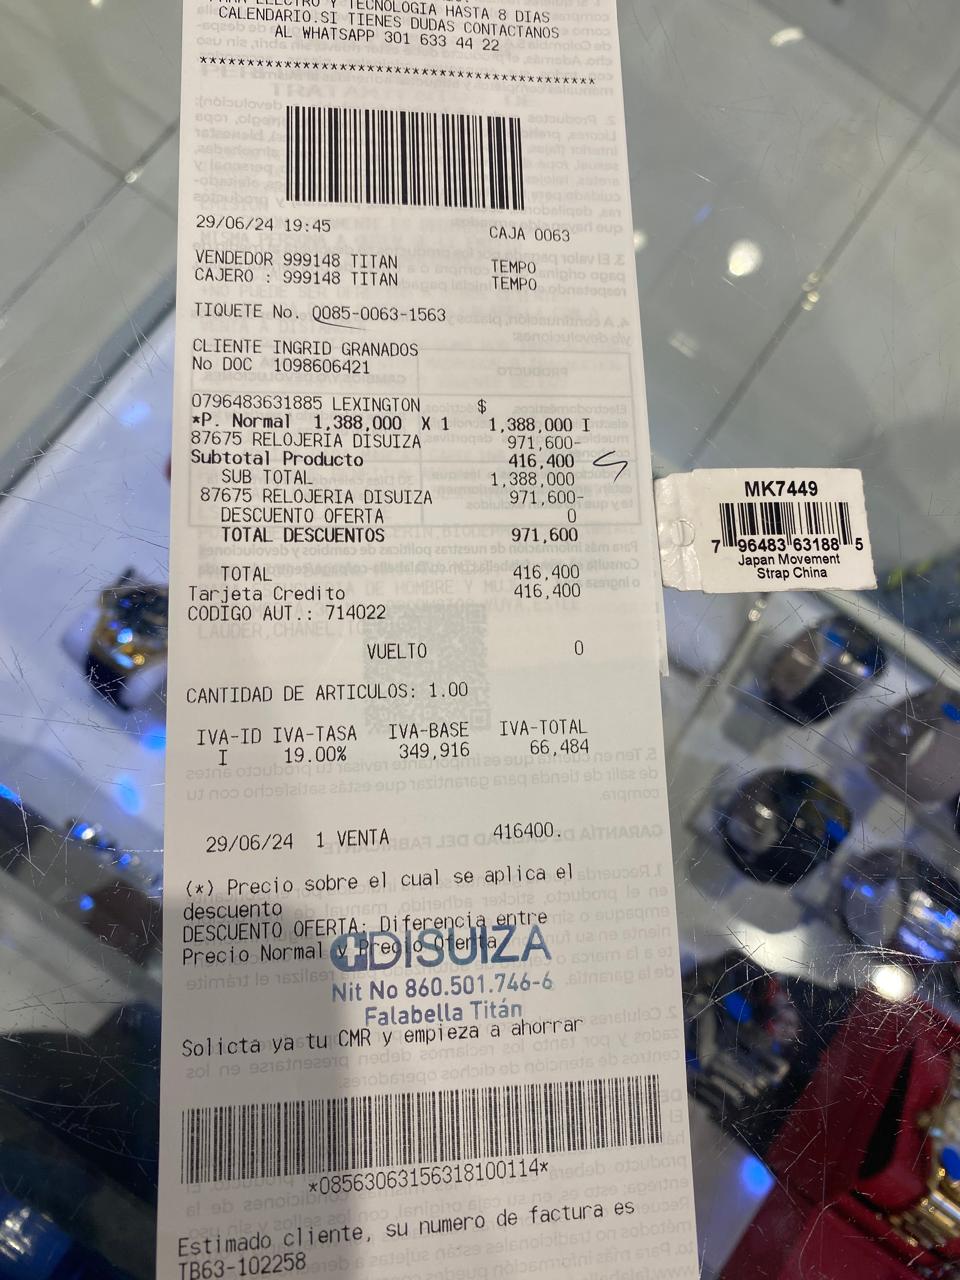 PARA ELECTRO Y TECNOLOGIA HASTA 8 DIAS
CALENDARIO.SI TIENES DUDAS CONTACTANOS
AL WHATSAPP 301 633 44 22
******************************************
29/06/24 19:45 CAJA 0063
VENDEDOR 999148 TITAN TEMPO
CAJERO : 999148 TITAN TEMPO
TIQUETE No. 0085-0063-1563
CLIENTE INGRID GRANADOS
No DOC 1098606421
0796483631885 LEXINGTON $
*P. Normal 1,388,000 X 1 1,388,000 I
87675 RELOJERIA DISUIZA 971,600-
Subtotal Producto 416,400
SUB TOTAL 1,388,000
87675 RELOJERIA DISUIZA 971,600-
DESCUENTO OFERTA 0
TOTAL DESCUENTOS 971,600
TOTAL 416,400
Tarjeta Credito 416,400
CODIGO AUT.: 714022
VUELTO 0
CANTIDAD DE ARTICULOS: 1.00
IVA-ID IVA-TASA IVA-BASE IVA-TOTAL
I 19.00% 349,916 66,484
29/06/24 1 VENTA 416400.
(*) Precio sobre el cual se aplica el
descuento
DESCUENTO OFERTA: Diferencia entre
Precio Normal y Precio Oferta
DISUIZA
Nit No 860.501.746-6
Falabella Titán
Solicta ya tu CMR y empieza a ahorrar
*08563063156318100114*
Estimado cliente, su numero de factura es
TB63-102258
MK7449
7 96483 63188 5
Japan Movement
Strap China